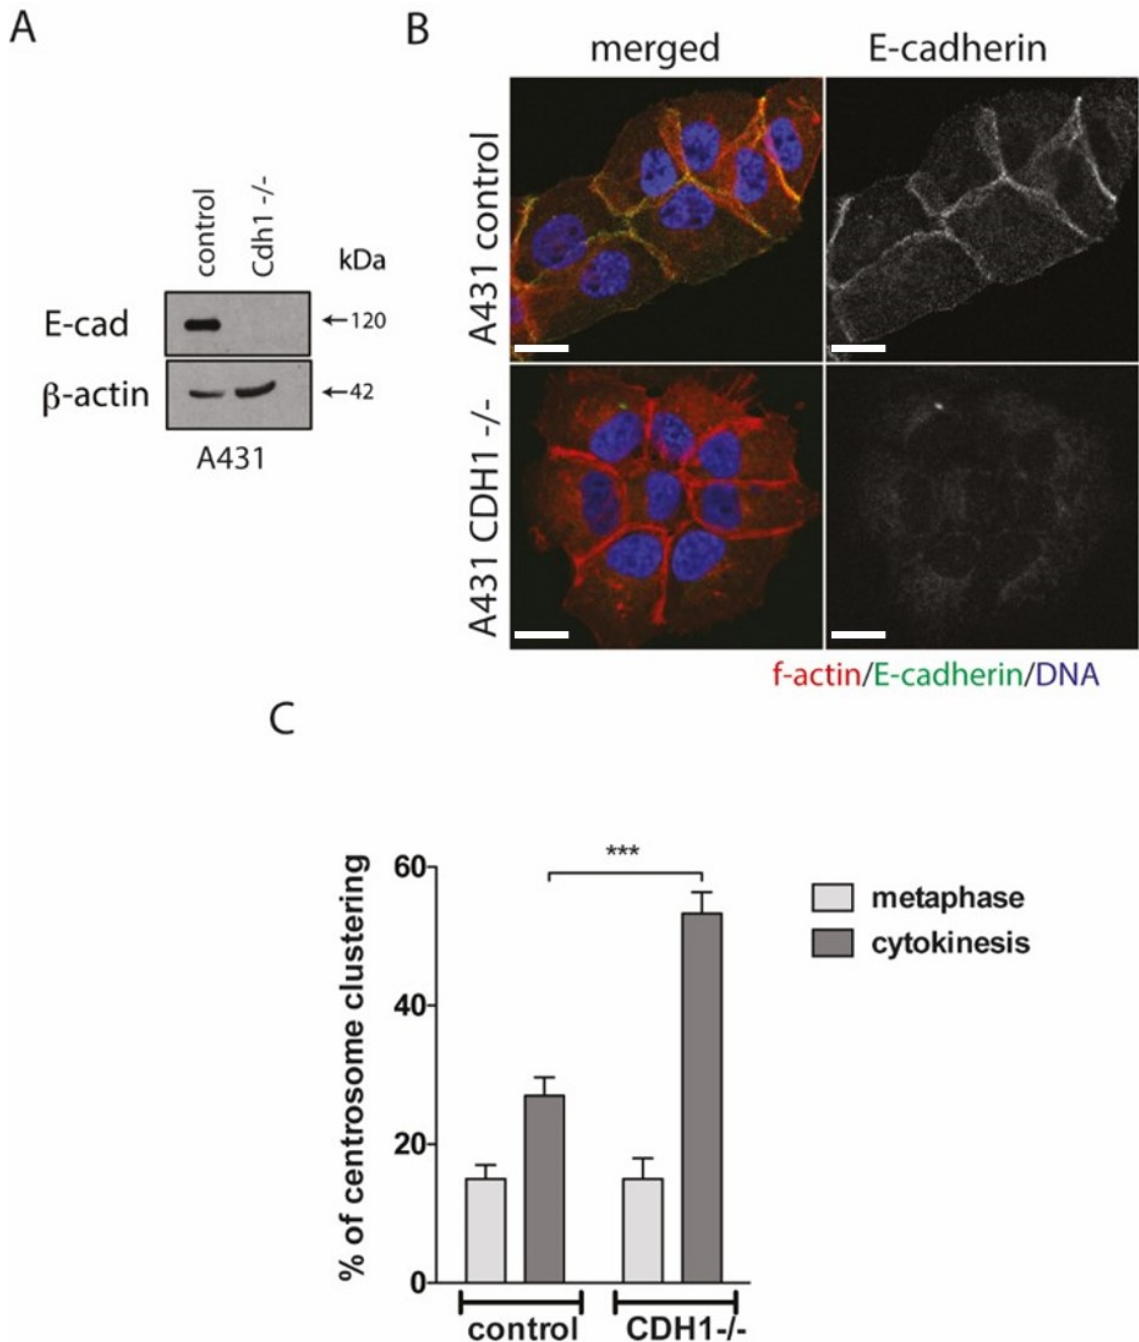 A
control
Cdh1 -/-
kDa
E-cad
←120
β-actin
←42
A431
B
merged
E-cadherin
A431 control
A431 CDH1 -/-
f-actin/E-cadherin/DNA
C
% of centrosome clustering
60
40
20
0
***
metaphase
cytokinesis
control
CDH1-/-